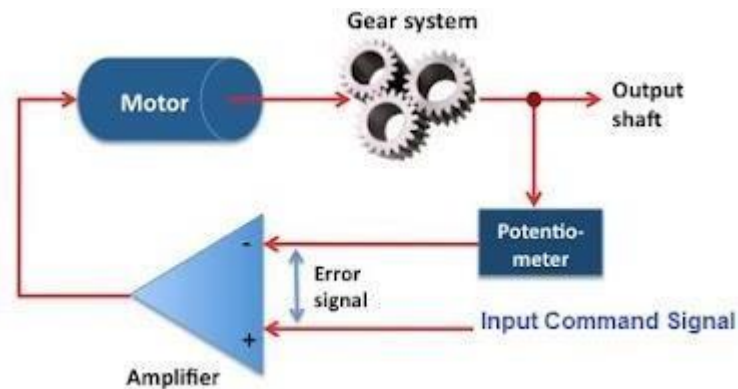 Gear system
Motor
Output
shaft
Potentio-
meter
-
Error
signal
Input Command Signal
+
Amplifier